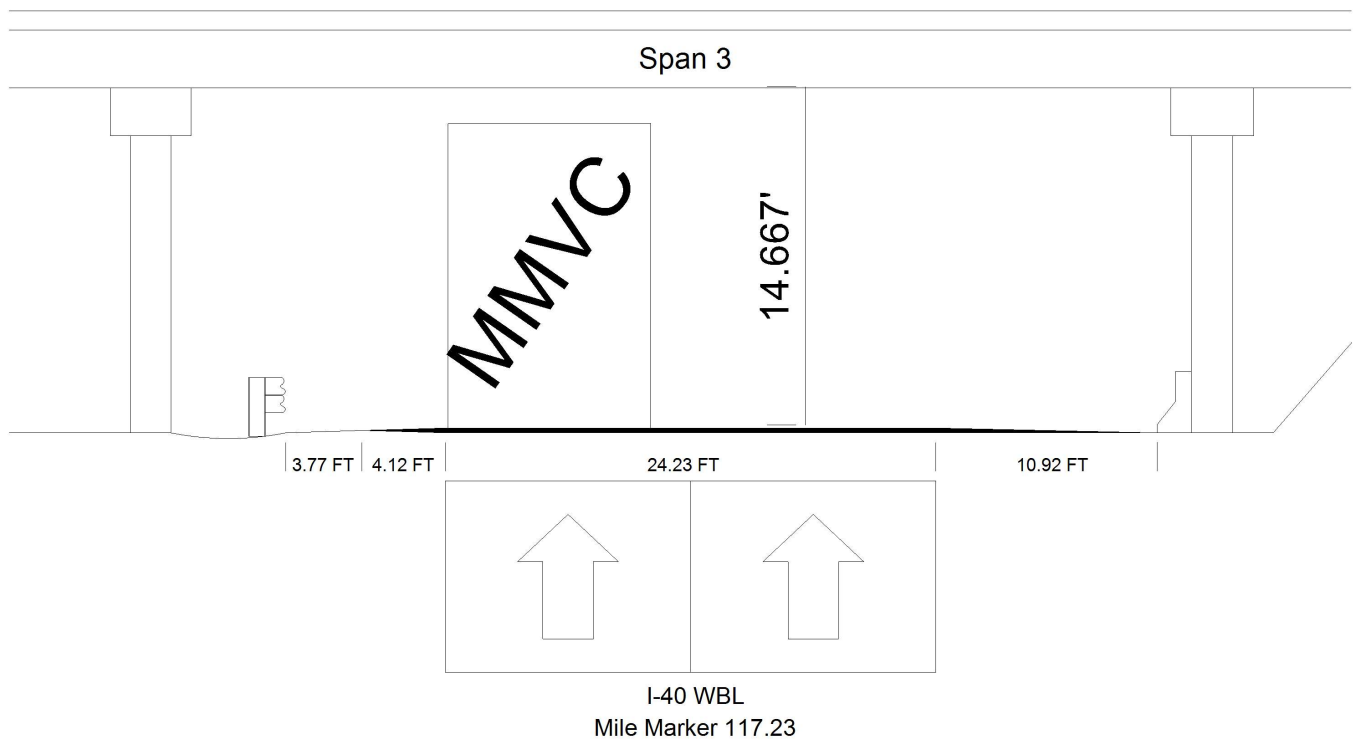 Span 3
MMVC
14.667'
3.77 FT
4.12 FT
24.23 FT
10.92 FT
I-40 WBL
Mile Marker 117.23